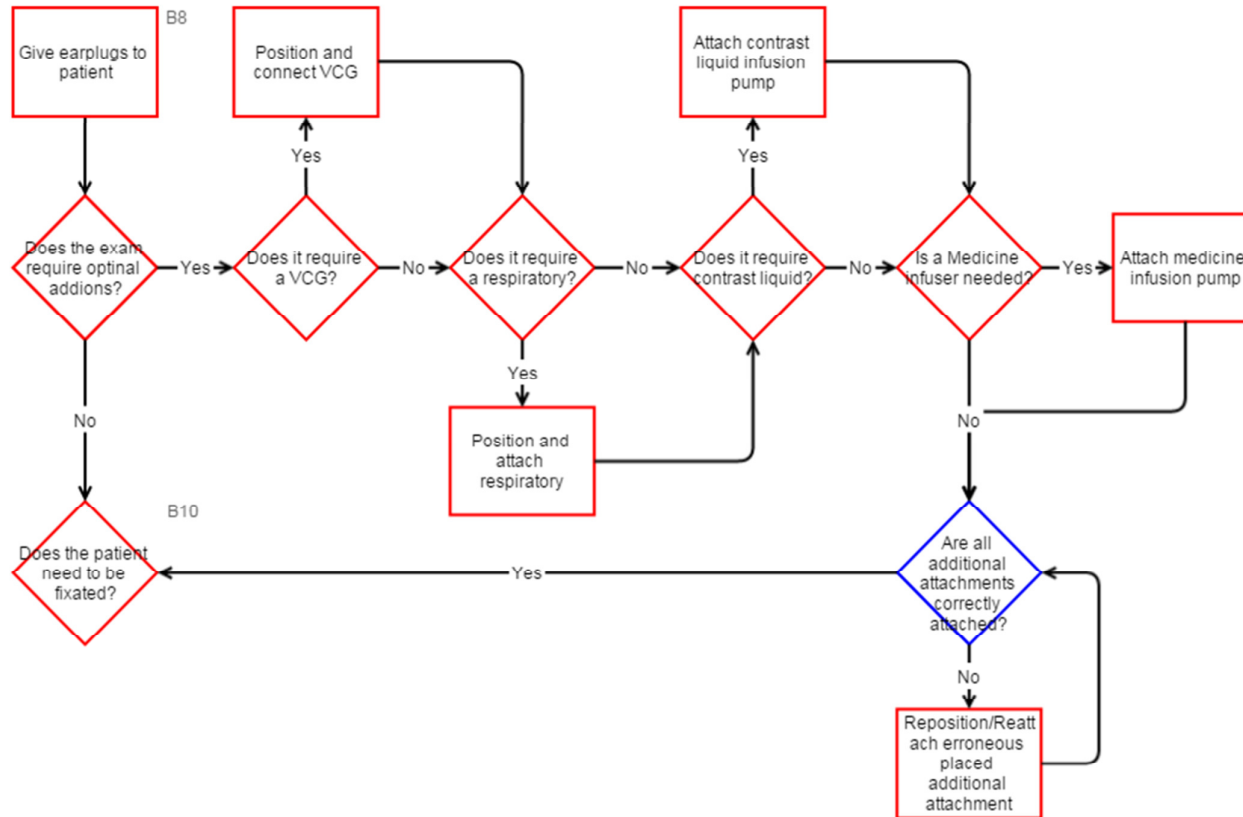 B8
Give earplugs to
patient
Position and
connect VCG
Attach contrast
liquid infusion
pump
Yes
Yes
Does the exam
require optinal
addions?
Yes
Does it require
a VCG?
No
Does it require
a respiratory?
No
Does it require
contrast liquid?
No
Is a Medicine
infuser needed?
Yes
Attach medicine
infusion pump
Yes
No
No
Position and
attach
respiratory
B10
Does the patient
need to be
fixated?
Yes
Are all
additional
attachments
correctly
attached?
No
Reposition/Reatt
ach erroneous
placed
additional
attachment